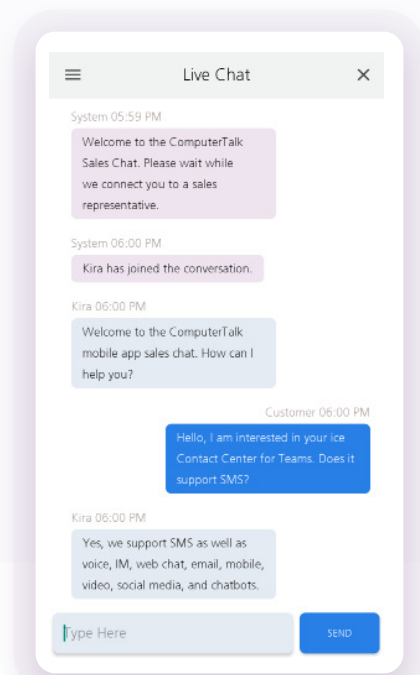 Live Chat
System 05:59 PM
Welcome to the ComputerTalk
Sales Chat. Please wait while
we connect you to a sales
representative.
System 06:00 PM
Kira has joined the conversation.
Kira 06:00 PM
Welcome to the ComputerTalk
mobile app sales chat. How can I
help you?
Customer 06:00 PM
Hello, I am interested in your ice
Contact Center for Teams. Does it
support SMS?
Kira 06:00 PM
Yes, we support SMS as well as
voice, IM, web chat, email, mobile,
video, social media, and chatbots.
Type Here
SEND